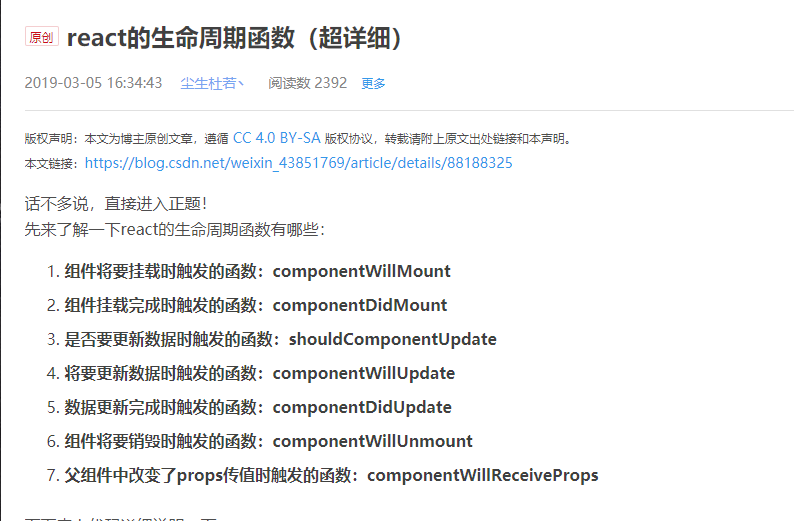 原创 react的生命周期函数（超详细）
2019-03-05 16:34:43 尘生杜若丶 阅读数 2392 更多
版权声明：本文为博主原创文章，遵循 CC 4.0 BY-SA 版权协议，转载请附上原文出处链接和本声明。
本文链接：https://blog.csdn.net/weixin_43851769/article/details/88188325
话不多说，直接进入正题！
先来了解一下react的生命周期函数有哪些：
1. 组件将要挂载时触发的函数：componentWillMount
2. 组件挂载完成时触发的函数：componentDidMount
3. 是否要更新数据时触发的函数：shouldComponentUpdate
4. 将要更新数据时触发的函数：componentWillUpdate
5. 数据更新完成时触发的函数：componentDidUpdate
6. 组件将要销毁时触发的函数：componentWillUnmount
7. 父组件中改变了props传值时触发的函数：componentWillReceiveProps